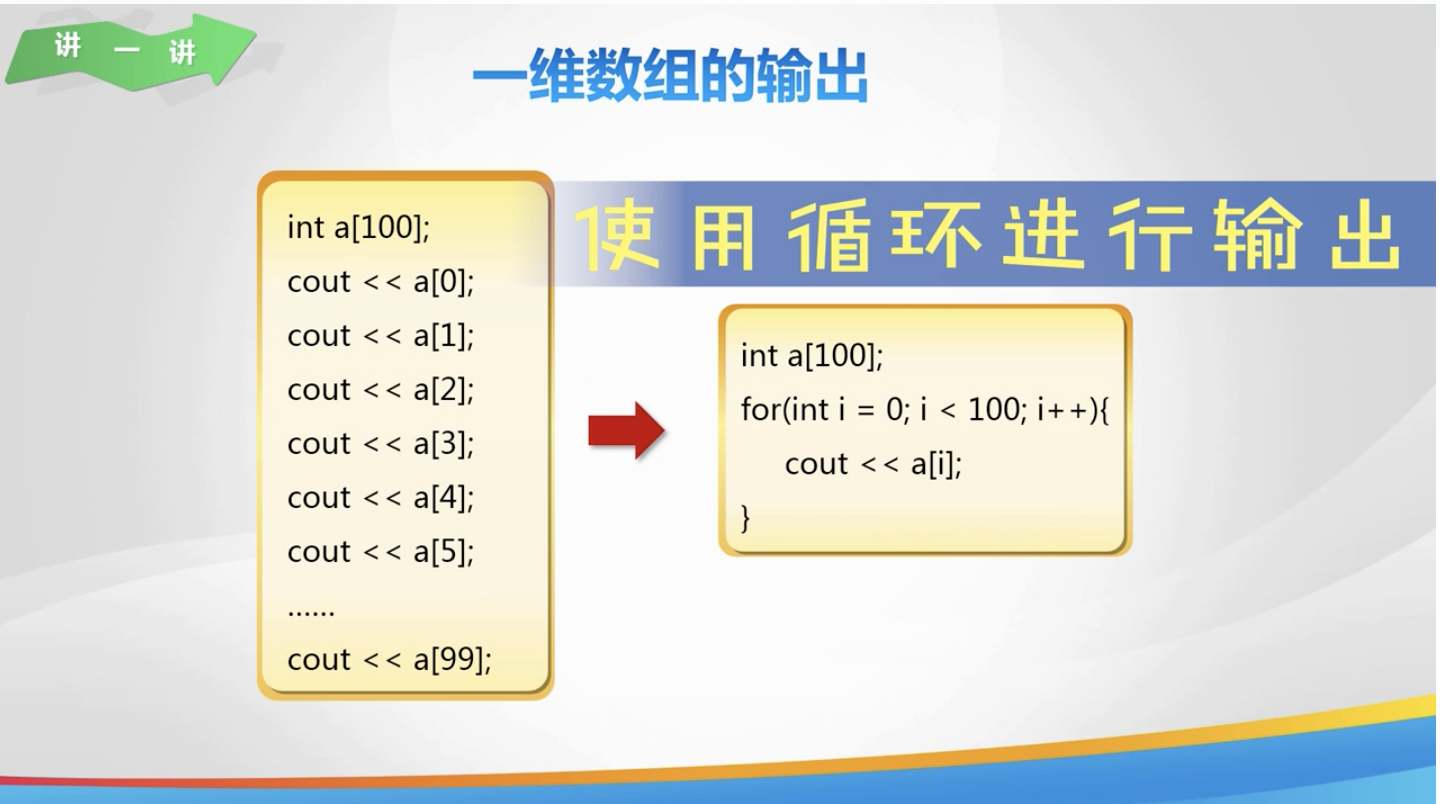 讲一讲
一维数组的输出
使用循环进行输出
int a[100];
cout << a[0];
cout << a[1];
cout << a[2];
cout << a[3];
cout << a[4];
cout << a[5];
......
cout << a[99];
int a[100];
for(int i = 0; i < 100; i++){
cout << a[i];
}